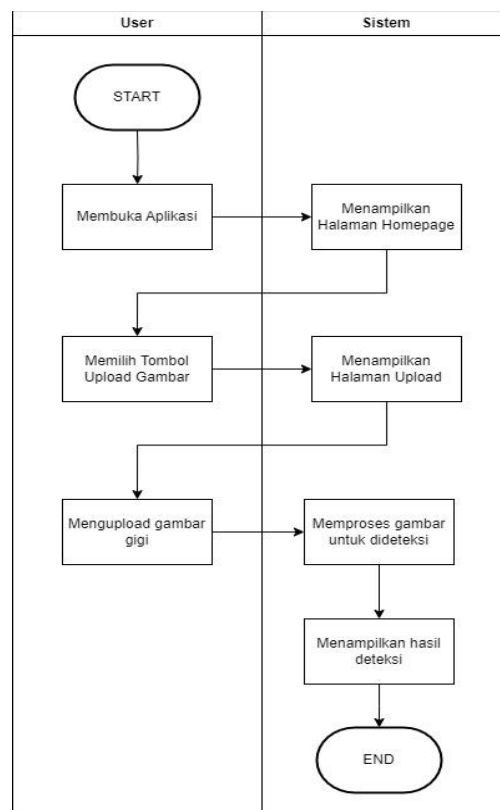 User
Sistem
START
Membuka Aplikasi
Menampilkan
Halaman Homepage
Memilih Tombol
Upload Gambar
Menampilkan
Halaman Upload
Mengupload gambar
gigi
Memproses gambar
untuk dideteksi
Menampilkan hasil
deteksi
END